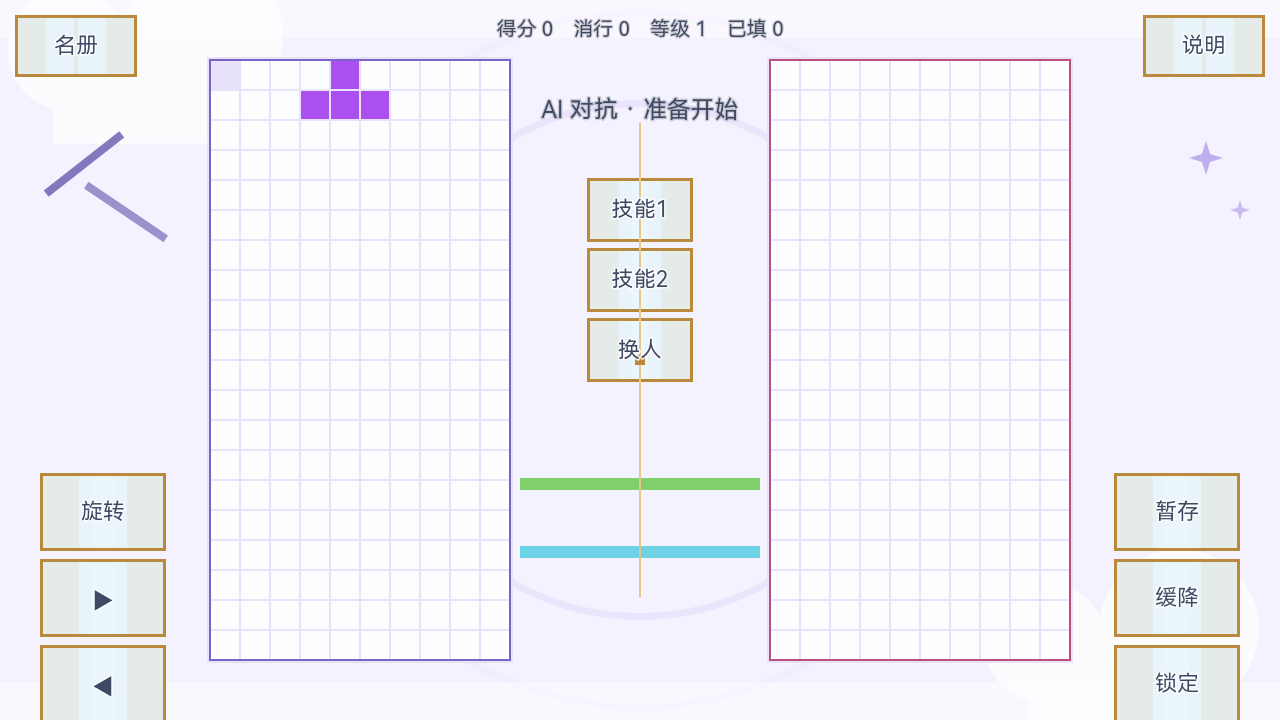 名册
得分 0 消行 0 等级 1 已填 0
说明
AI 对抗 · 准备开始
技能1
技能2
换人
旋转
▶
◀
暂存
缓降
锁定